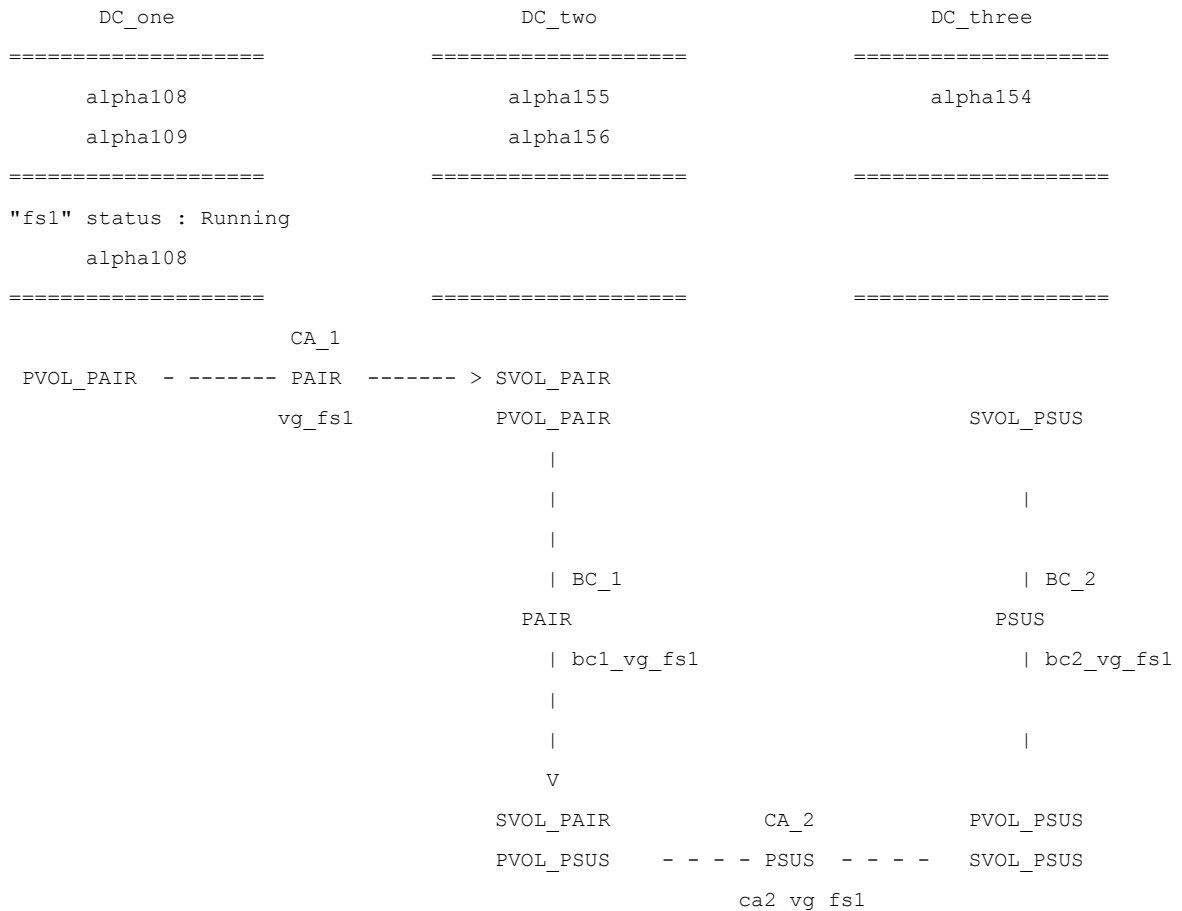 DC_one DC_two DC_three
==================== ==================== ====================
alpha108 alpha155 alpha154
alpha109 alpha156
==================== ==================== ====================
"fs1" status : Running
alpha108
==================== ==================== ====================
CA_1
PVOL_PAIR - ------- PAIR ------- > SVOL_PAIR
vg_fs1 PVOL_PAIR SVOL_PSUS
|
| |
|
| BC_1 | BC_2
PAIR PSUS
| bc1_vg_fs1 | bc2_vg_fs1
|
| |
V
SVOL_PAIR CA_2 PVOL_PSUS
PVOL_PSUS - - - - PSUS - - - - SVOL_PSUS
ca2 vg fs1